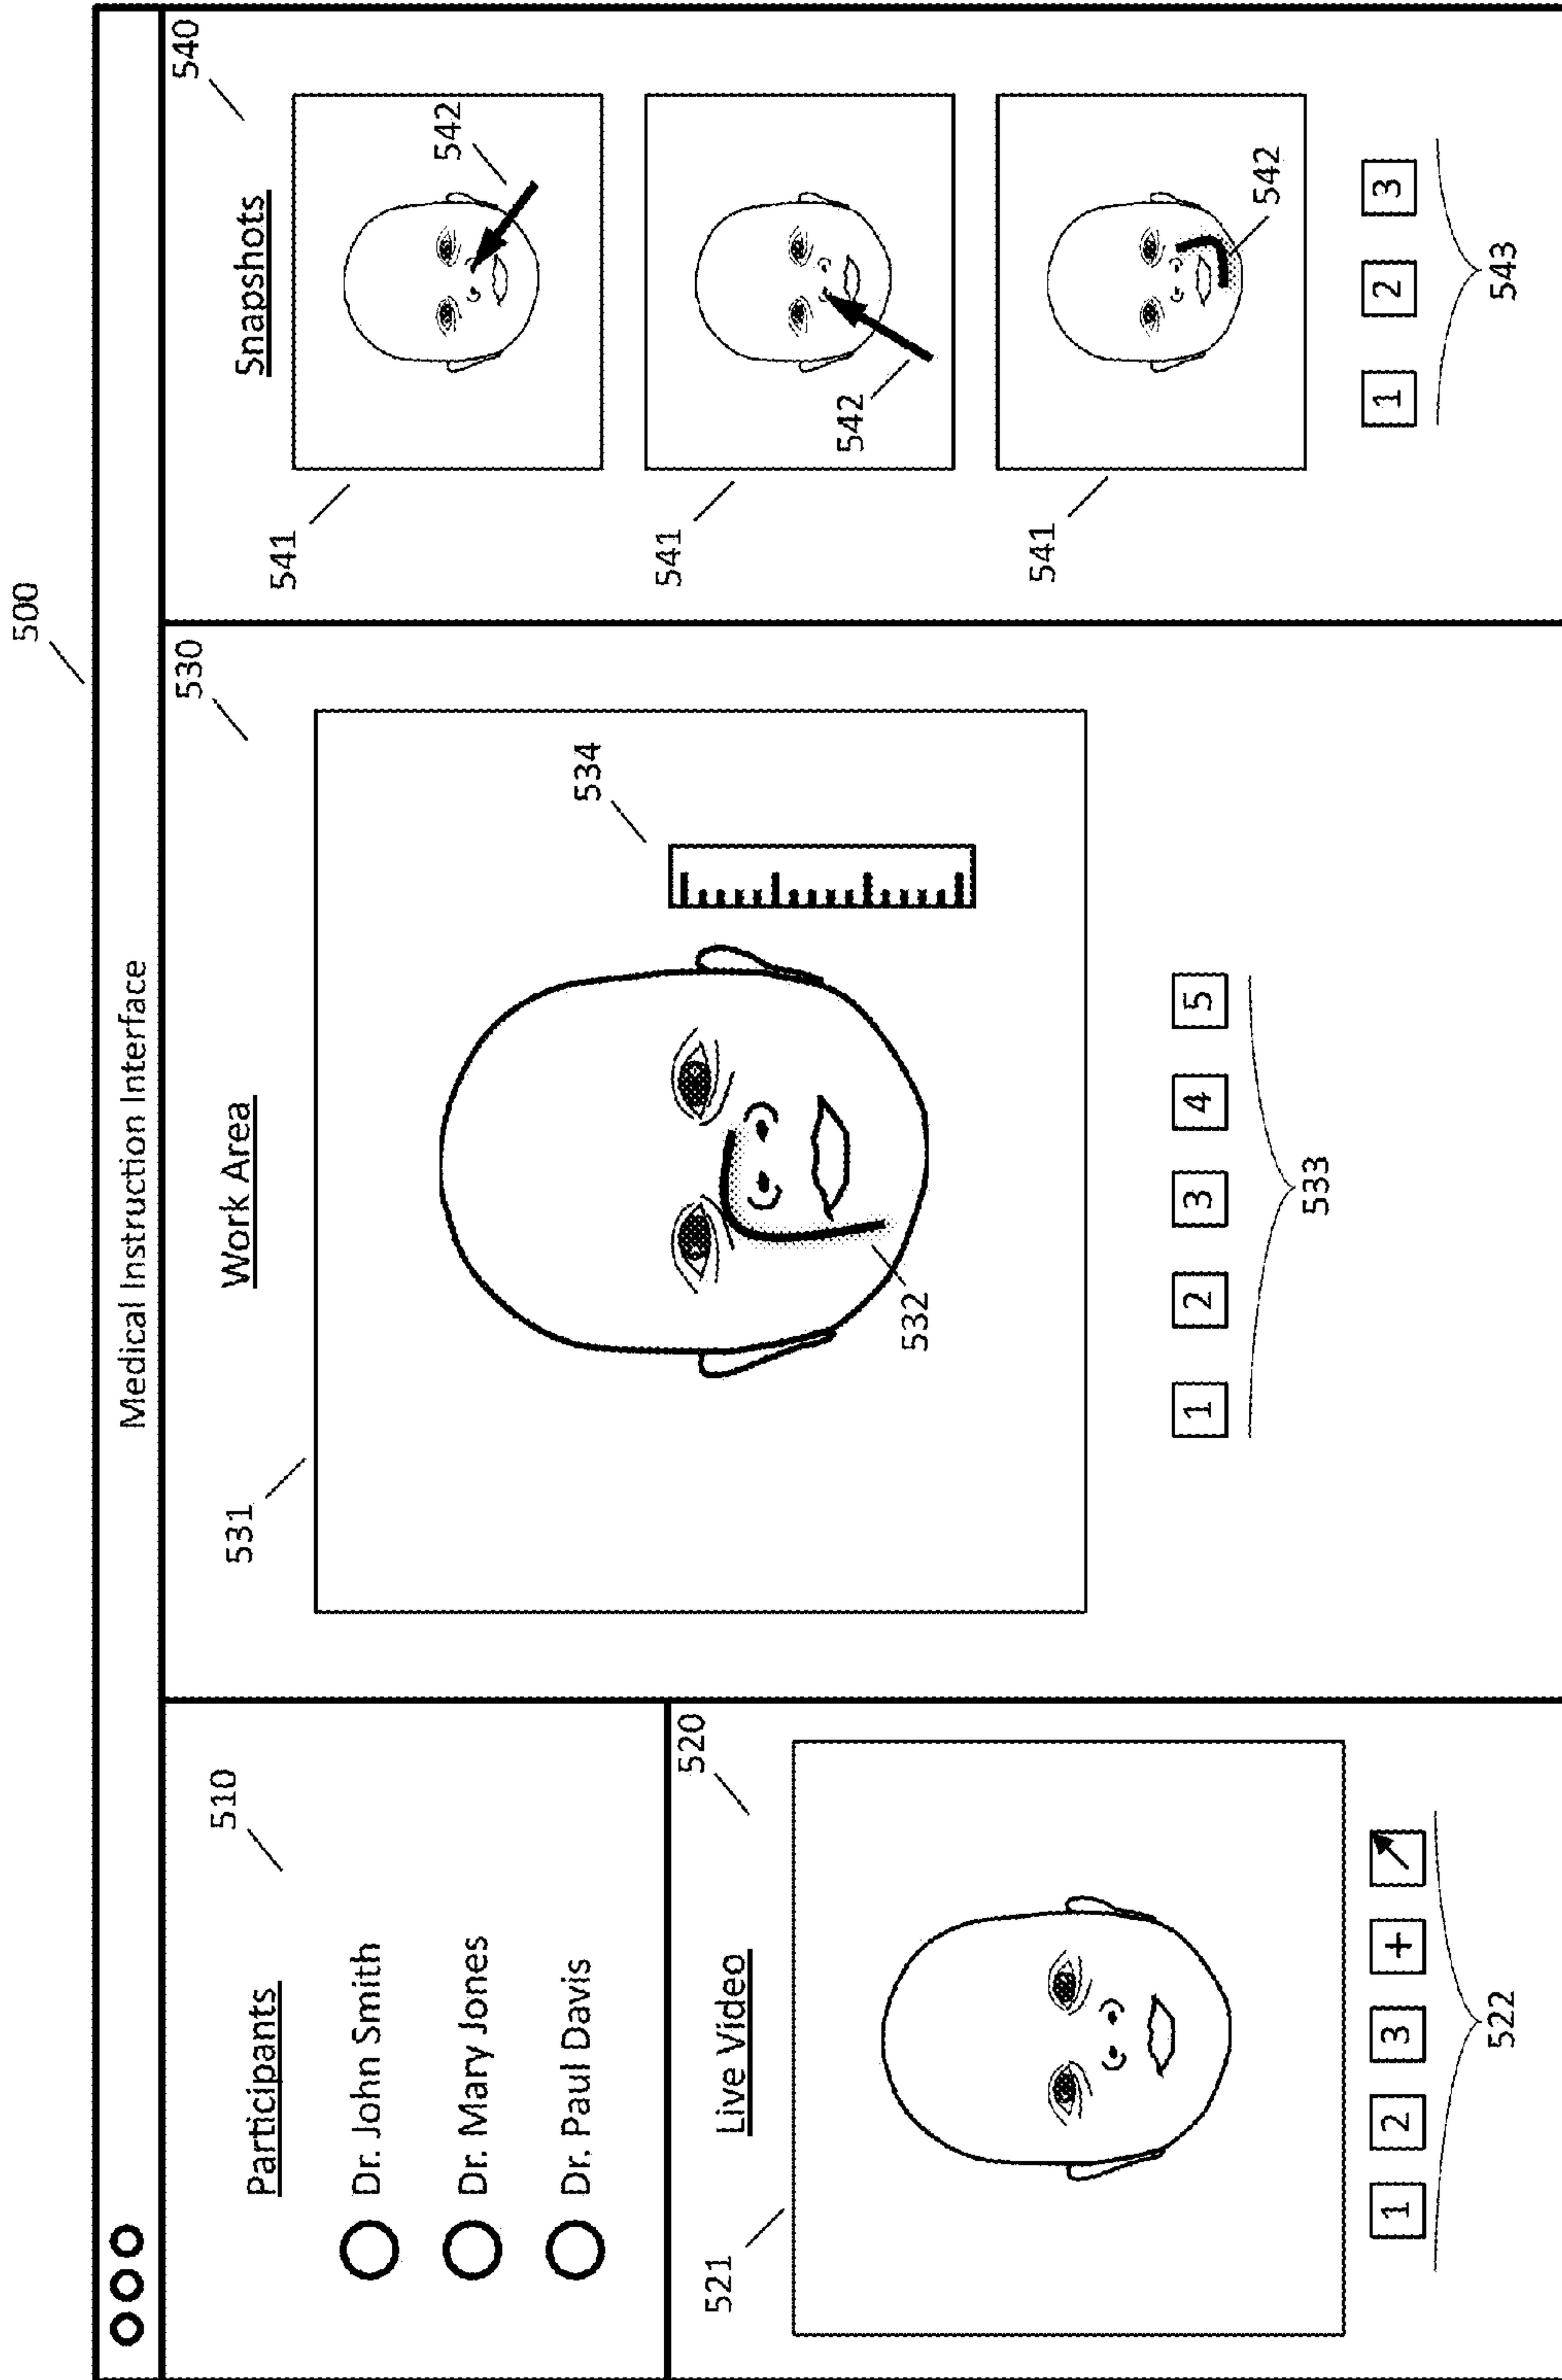 500
Medical Instruction Interface
510
Participants
Dr. John Smith
Dr. Mary Jones
Dr. Paul Davis
520
Live Video
521
1 2 3 +
522
530
Work Area
531
534
532
1 2 3 4 5
533
540
Snapshots
541
542
541
542
541
542
1 2 3
543